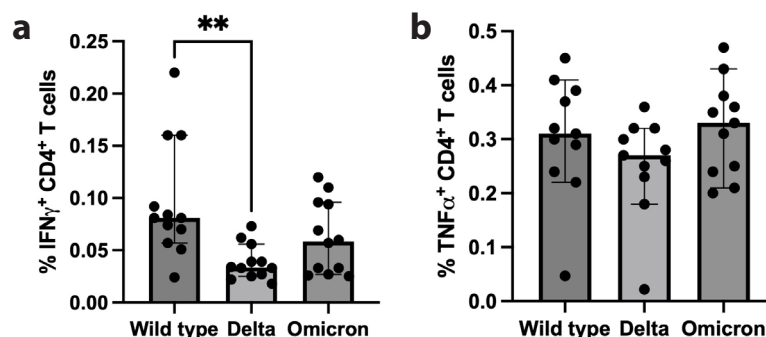 a
% IFNγ⁺ CD4⁺ T cells
0.25
0.20
0.15
0.10
0.05
0.00
**
Wild type Delta Omicron
b
% TNFα⁺ CD4⁺ T cells
0.5
0.4
0.3
0.2
0.1
0.0
Wild type Delta Omicron